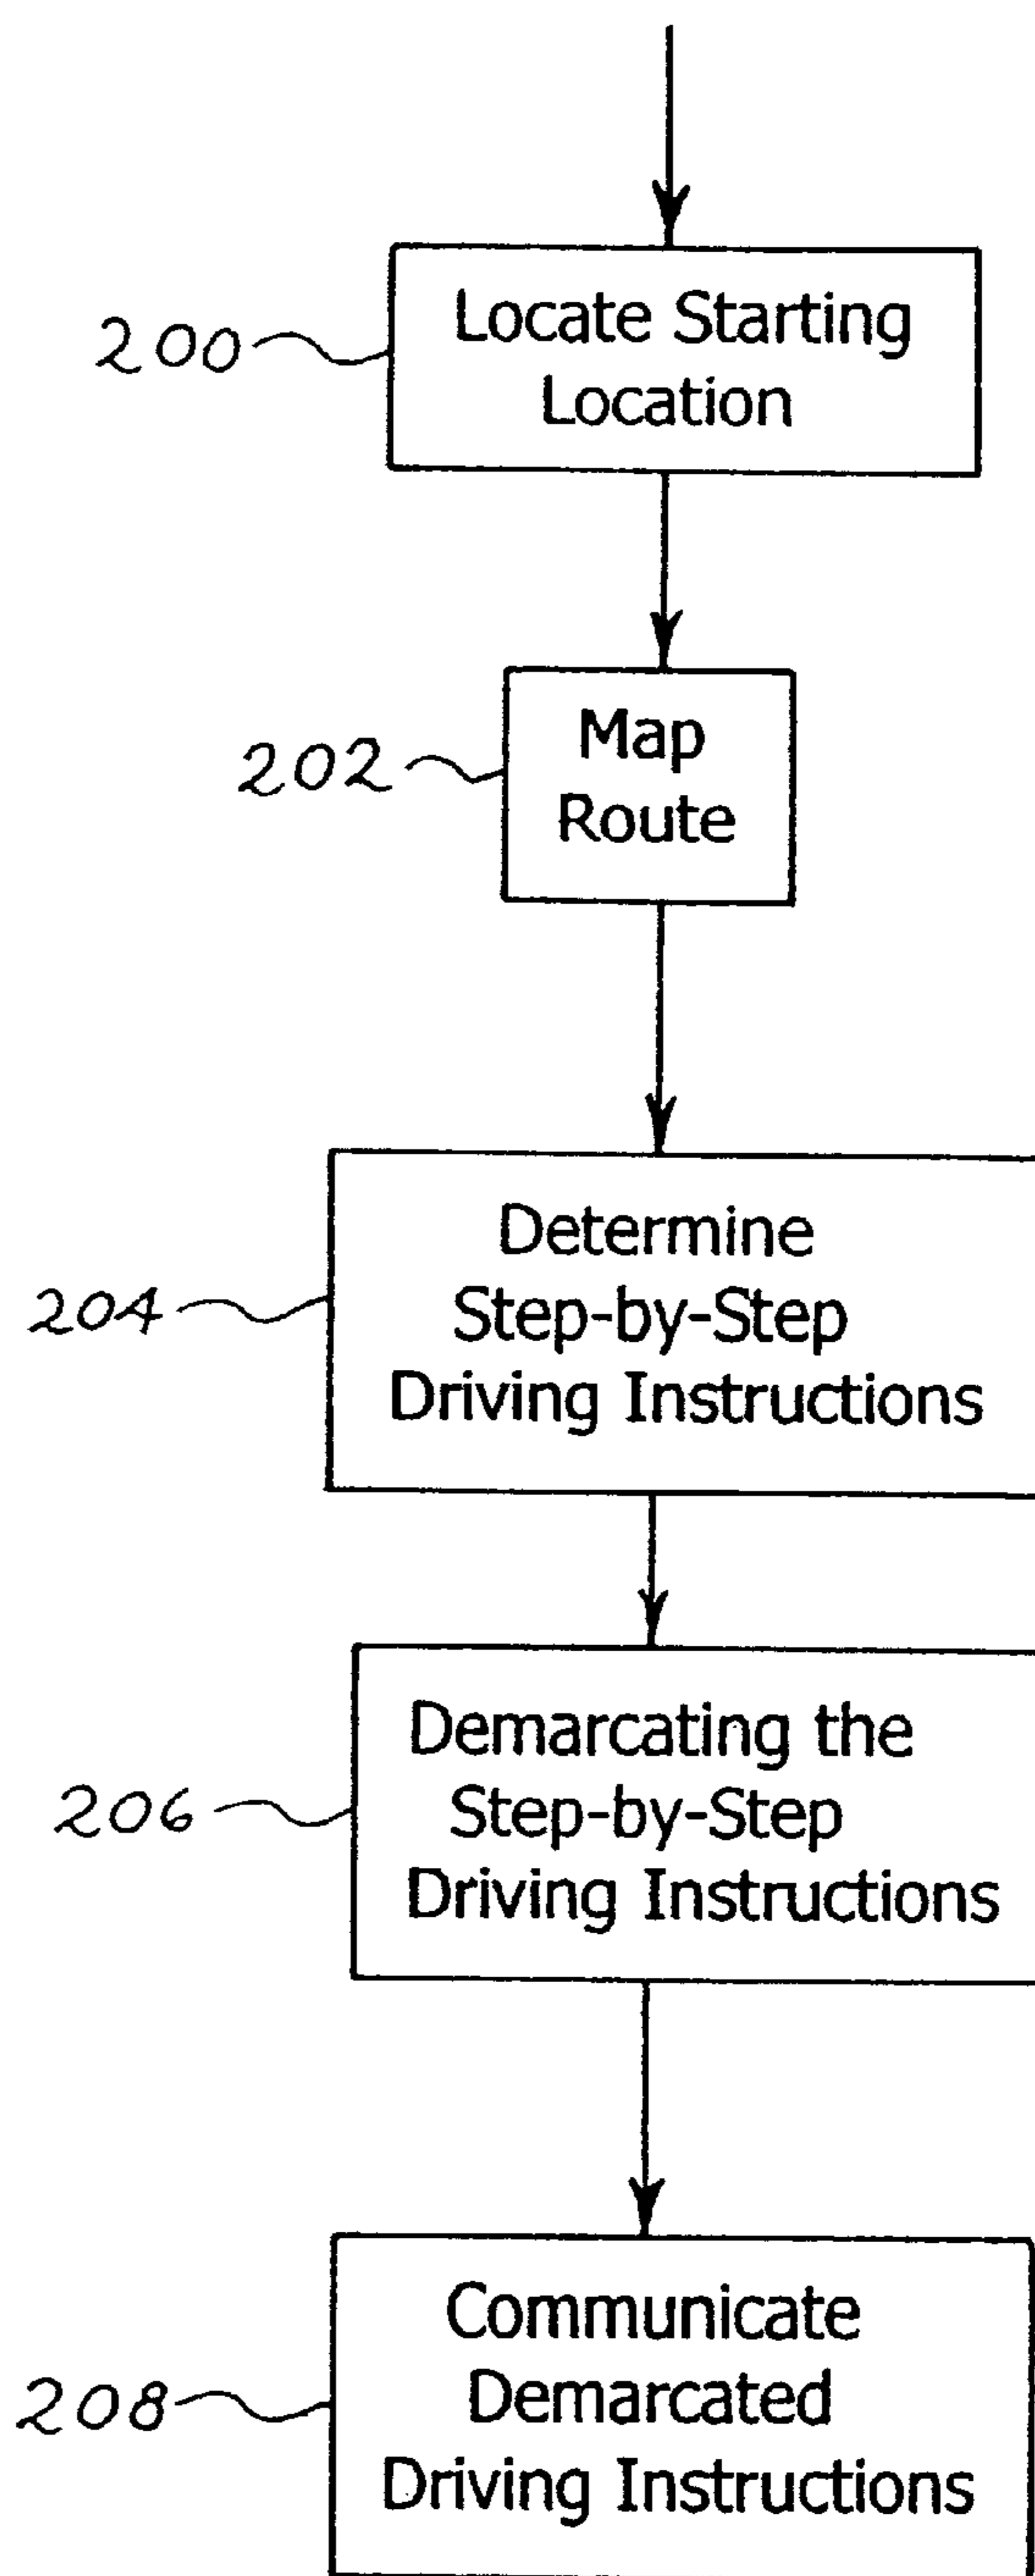 200
Locate Starting
Location
202
Map
Route
204
Determine
Step-by-Step
Driving Instructions
206
Demarcating the
Step-by-Step
Driving Instructions
208
Communicate
Demarcated
Driving Instructions